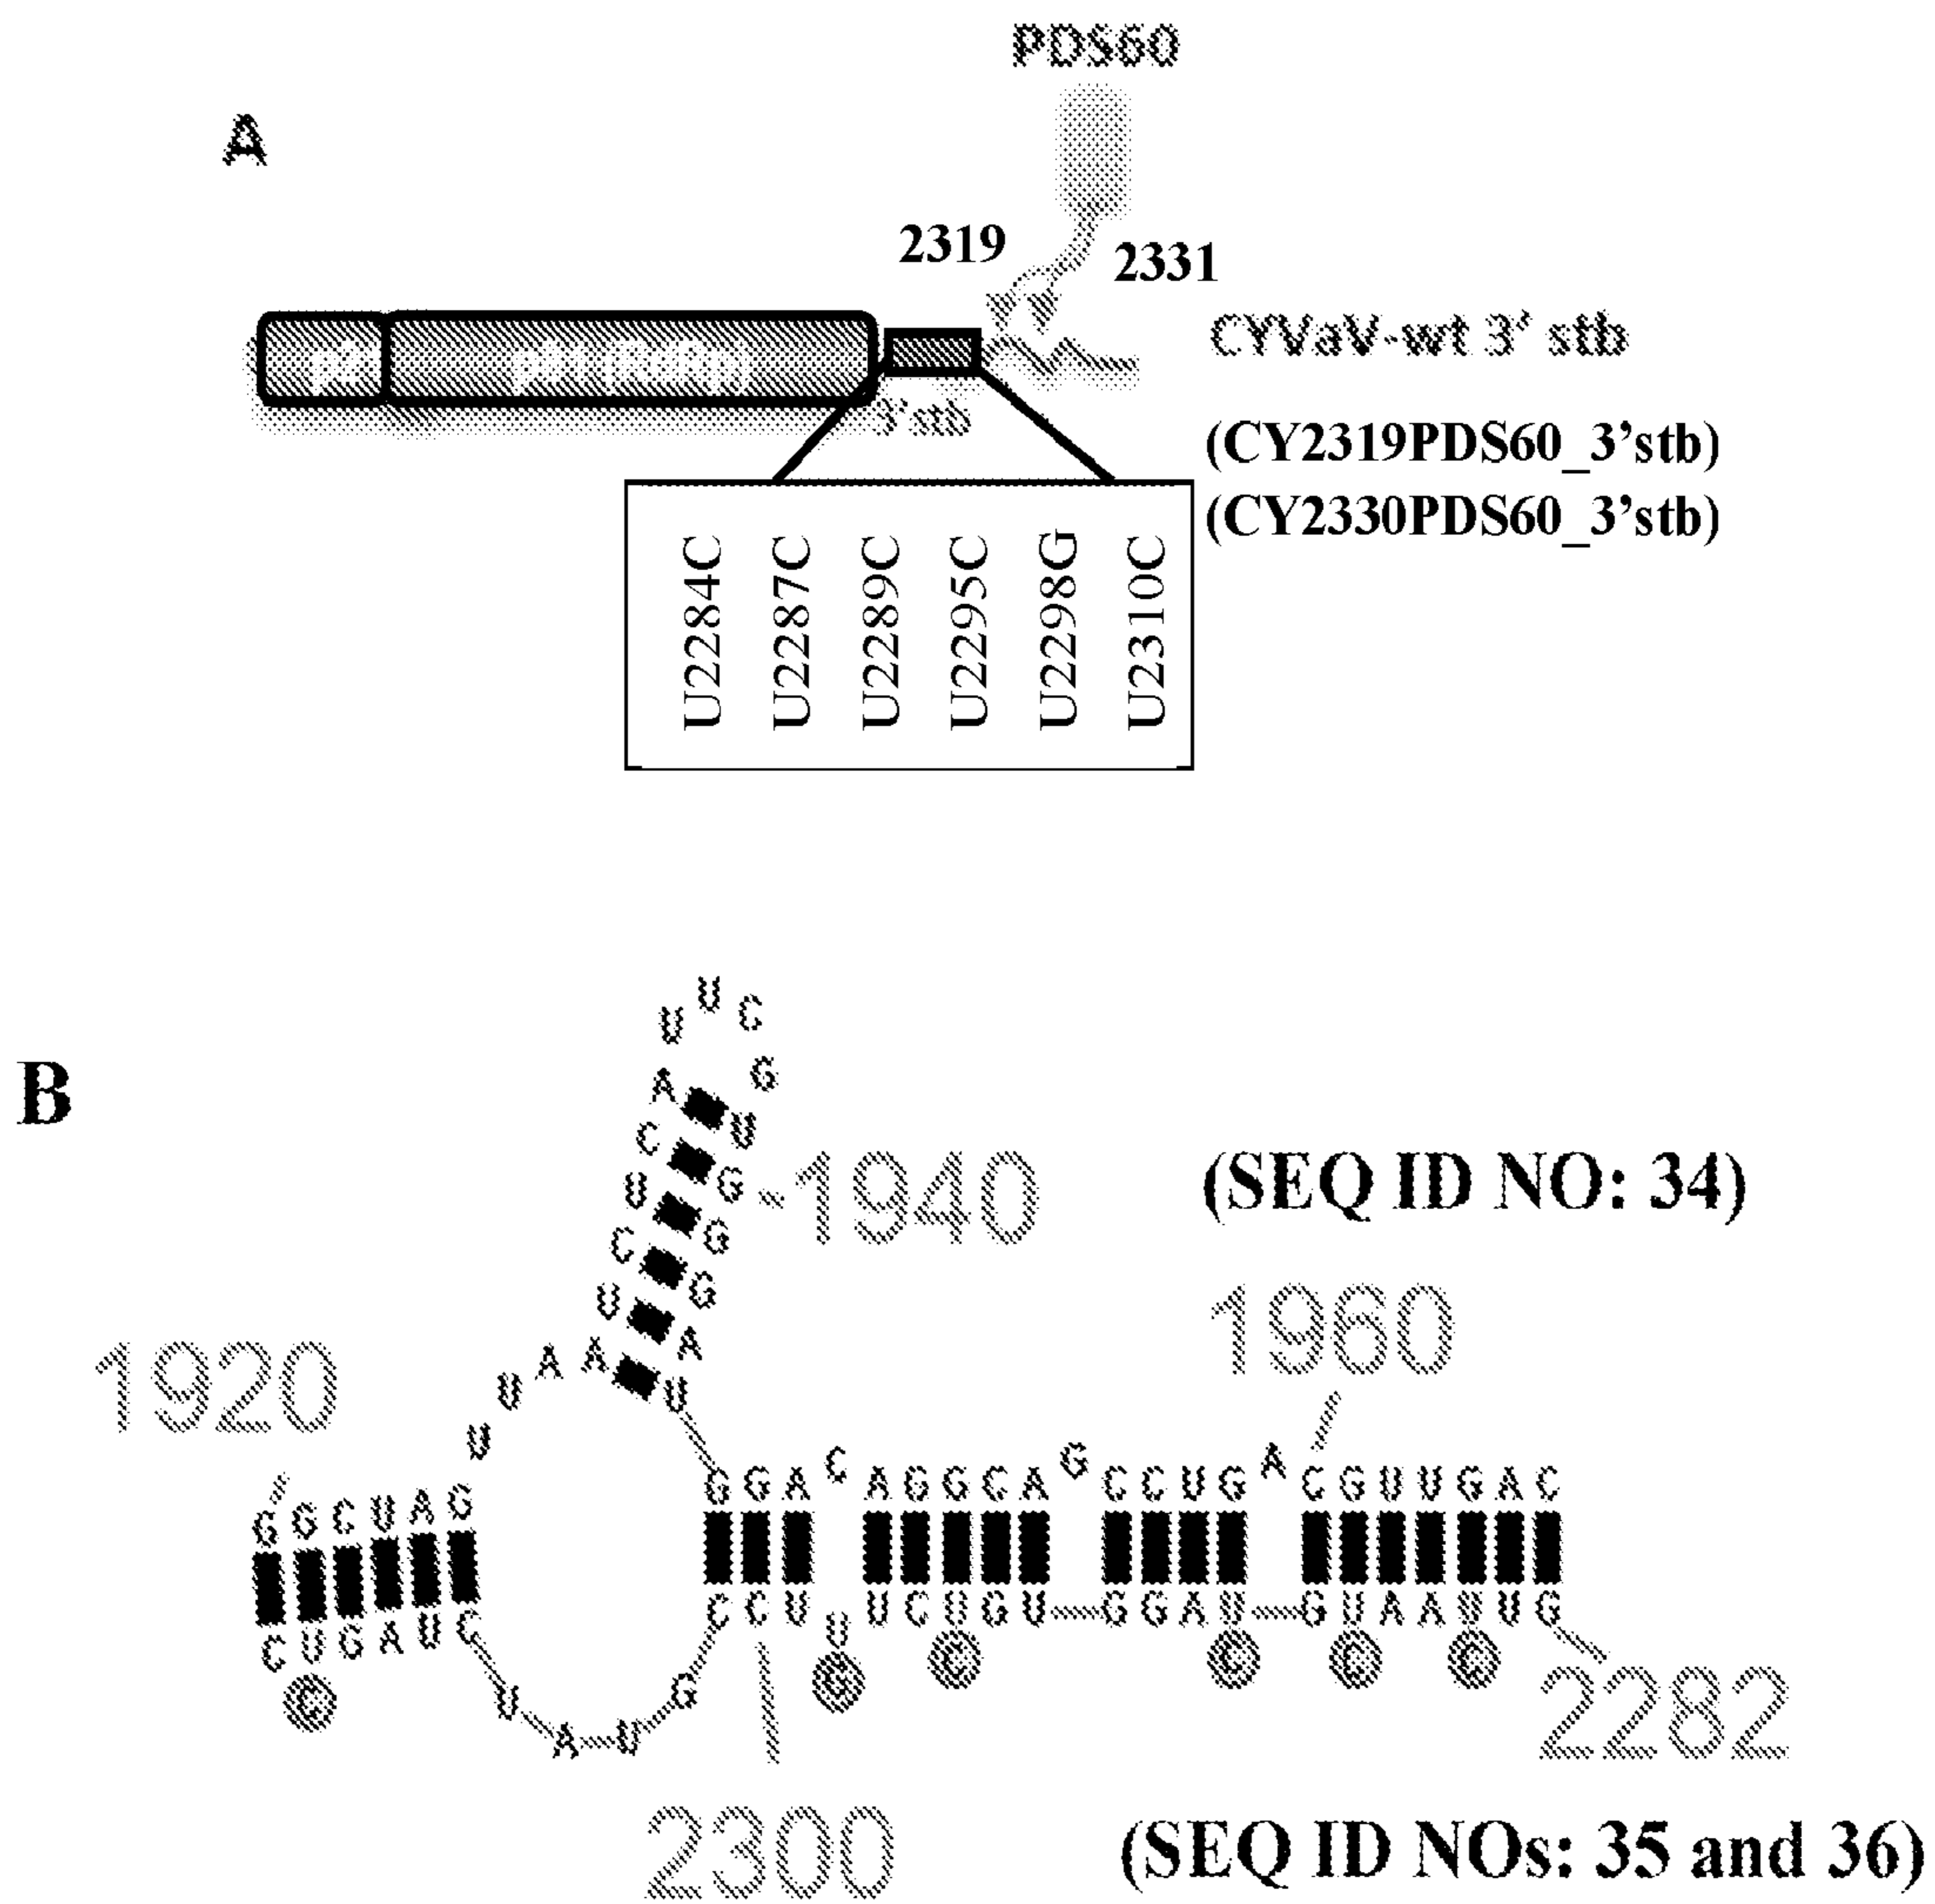 PDS60
A
2319
2331
CYVaV-wt 3' stb
3'stb
(CY2319PDS60_3’stb)
(CY2330PDS60_3’stb)
U2284C
U2287C
U2289C
U2295C
U2298G
U2310C
B
U U C
A G
C U
U G 1940
C G
U G
A A A
U U U
(SEQ ID NO: 34)
1920
1960
G G C U A G
G G A C A G G C A G C C U G A C G U U G A C
C U G A U C
C C U U U C U G U G G A U G U A A U U G
C
G C C C C
U A U G
2282
2300
(SEQ ID NOs: 35 and 36)